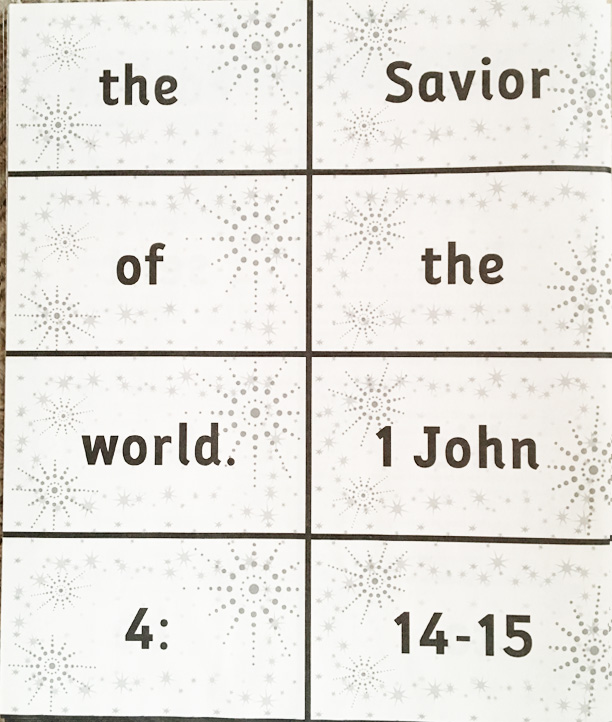 the Savior
of the
world. 1 John
4: 14-15